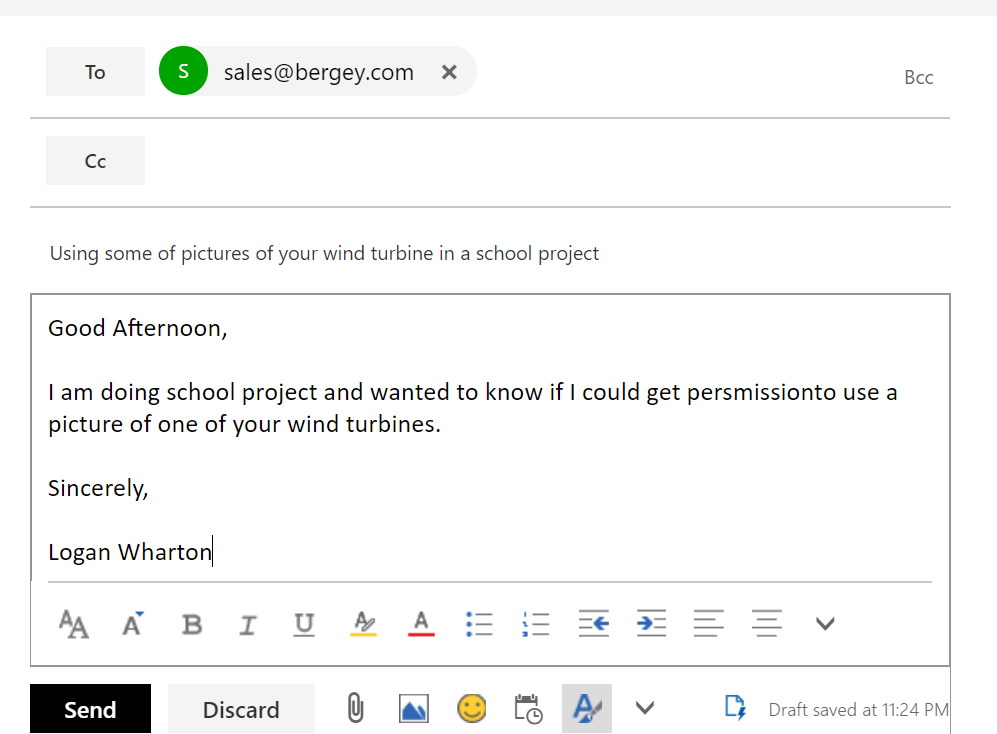 To
S sales@bergey.com
Bcc
Cc
Using some of pictures of your wind turbine in a school project
Good Afternoon,
I am doing school project and wanted to know if I could get persmissionto use a
picture of one of your wind turbines.
Sincerely,
Logan Wharton
AA A B I U A A
Send Discard A Draft saved at 11:24 PM